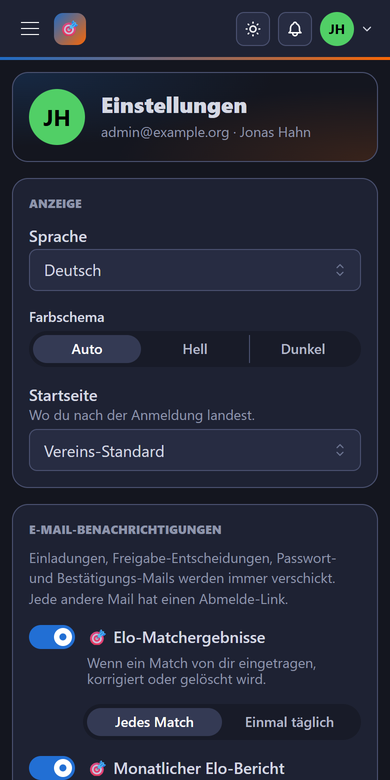 JH
JH
Einstellungen
admin@example.org · Jonas Hahn
ANZEIGE
Sprache
Deutsch
Farbschema
Auto
Hell
Dunkel
Startseite
Wo du nach der Anmeldung landest.
Vereins-Standard
E-MAIL-BENACHRICHTIGUNGEN
Einladungen, Freigabe-Entscheidungen, Passwort-
und Bestätigungs-Mails werden immer verschickt.
Jede andere Mail hat einen Abmelde-Link.
Elo-Matchergebnisse
Wenn ein Match von dir eingetragen,
korrigiert oder gelöscht wird.
Jedes Match
Einmal täglich
Monatlicher Elo-Bericht